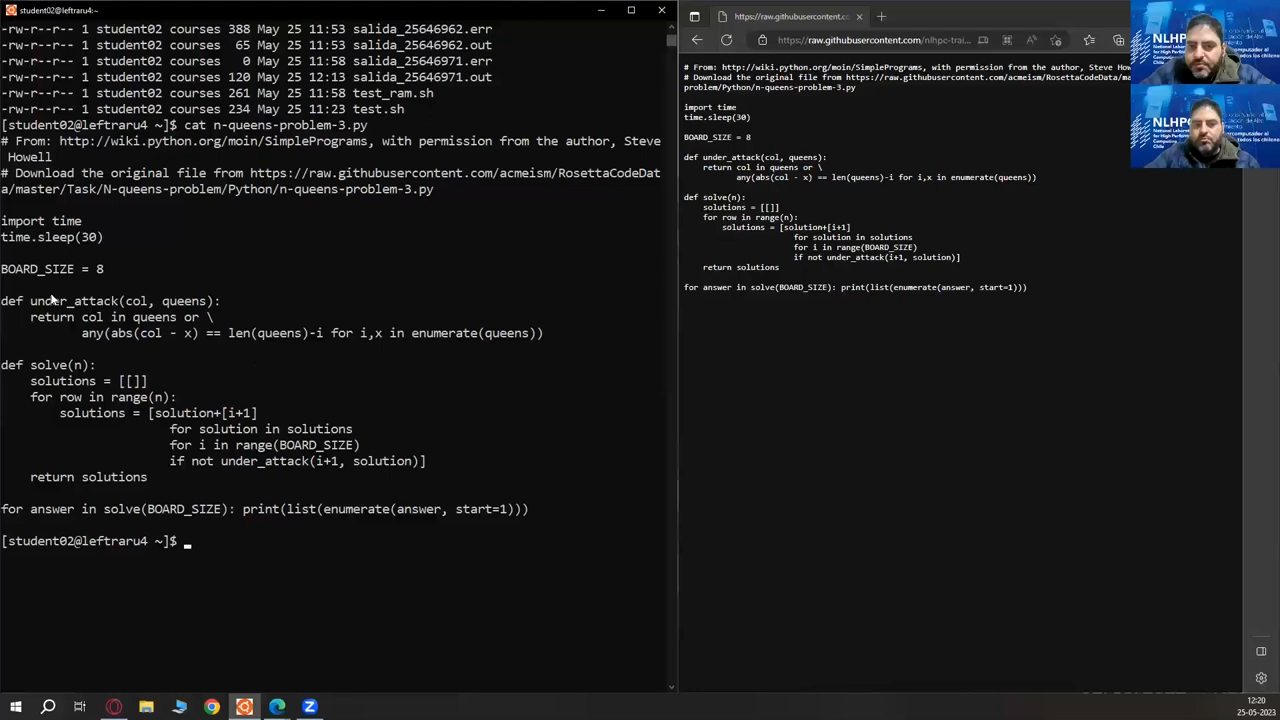 student02@leftraru4:~
-rw-r--r-- 1 student02 courses 388 May 25 11:53 salida_25646962.err
-rw-r--r-- 1 student02 courses  65 May 25 11:53 salida_25646962.out
-rw-r--r-- 1 student02 courses   0 May 25 11:58 salida_25646971.err
-rw-r--r-- 1 student02 courses 120 May 25 12:13 salida_25646971.out
-rw-r--r-- 1 student02 courses 261 May 25 11:58 test_ram.sh
-rw-r--r-- 1 student02 courses 234 May 25 11:23 test.sh
[student02@leftraru4 ~]$ cat n-queens-problem-3.py
# From: http://wiki.python.org/moin/SimplePrograms, with permission from the author, Steve
 Howell
# Download the original file from https://raw.githubusercontent.com/acmeism/RosettaCodeDat
a/master/Task/N-queens-problem/Python/n-queens-problem-3.py
import time
time.sleep(30)
BOARD_SIZE = 8
def under_attack(col, queens):
    return col in queens or \
           any(abs(col - x) == len(queens)-i for i,x in enumerate(queens))
def solve(n):
    solutions = [[]]
    for row in range(n):
        solutions = [solution+[i+1]
                       for solution in solutions
                       for i in range(BOARD_SIZE)
                       if not under_attack(i+1, solution)]
    return solutions
for answer in solve(BOARD_SIZE): print(list(enumerate(answer, start=1)))
[student02@leftraru4 ~]$ _
https://raw.githubusercontent.co
https://raw.githubusercontent.com/nlhpc-trai...
# From: http://wiki.python.org/moin/SimplePrograms, with permission from the author, Steve Howell
# Download the original file from https://raw.githubusercontent.com/acmeism/RosettaCodeData/ma
problem/Python/n-queens-problem-3.py
import time
time.sleep(30)
BOARD_SIZE = 8
def under_attack(col, queens):
    return col in queens or \
           any(abs(col - x) == len(queens)-i for i,x in enumerate(queens))
def solve(n):
    solutions = [[]]
    for row in range(n):
        solutions = [solution+[i+1]
                       for solution in solutions
                       for i in range(BOARD_SIZE)
                       if not under_attack(i+1, solution)]
    return solutions
for answer in solve(BOARD_SIZE): print(list(enumerate(answer, start=1)))
NLHPC
12:20
25-05-2023